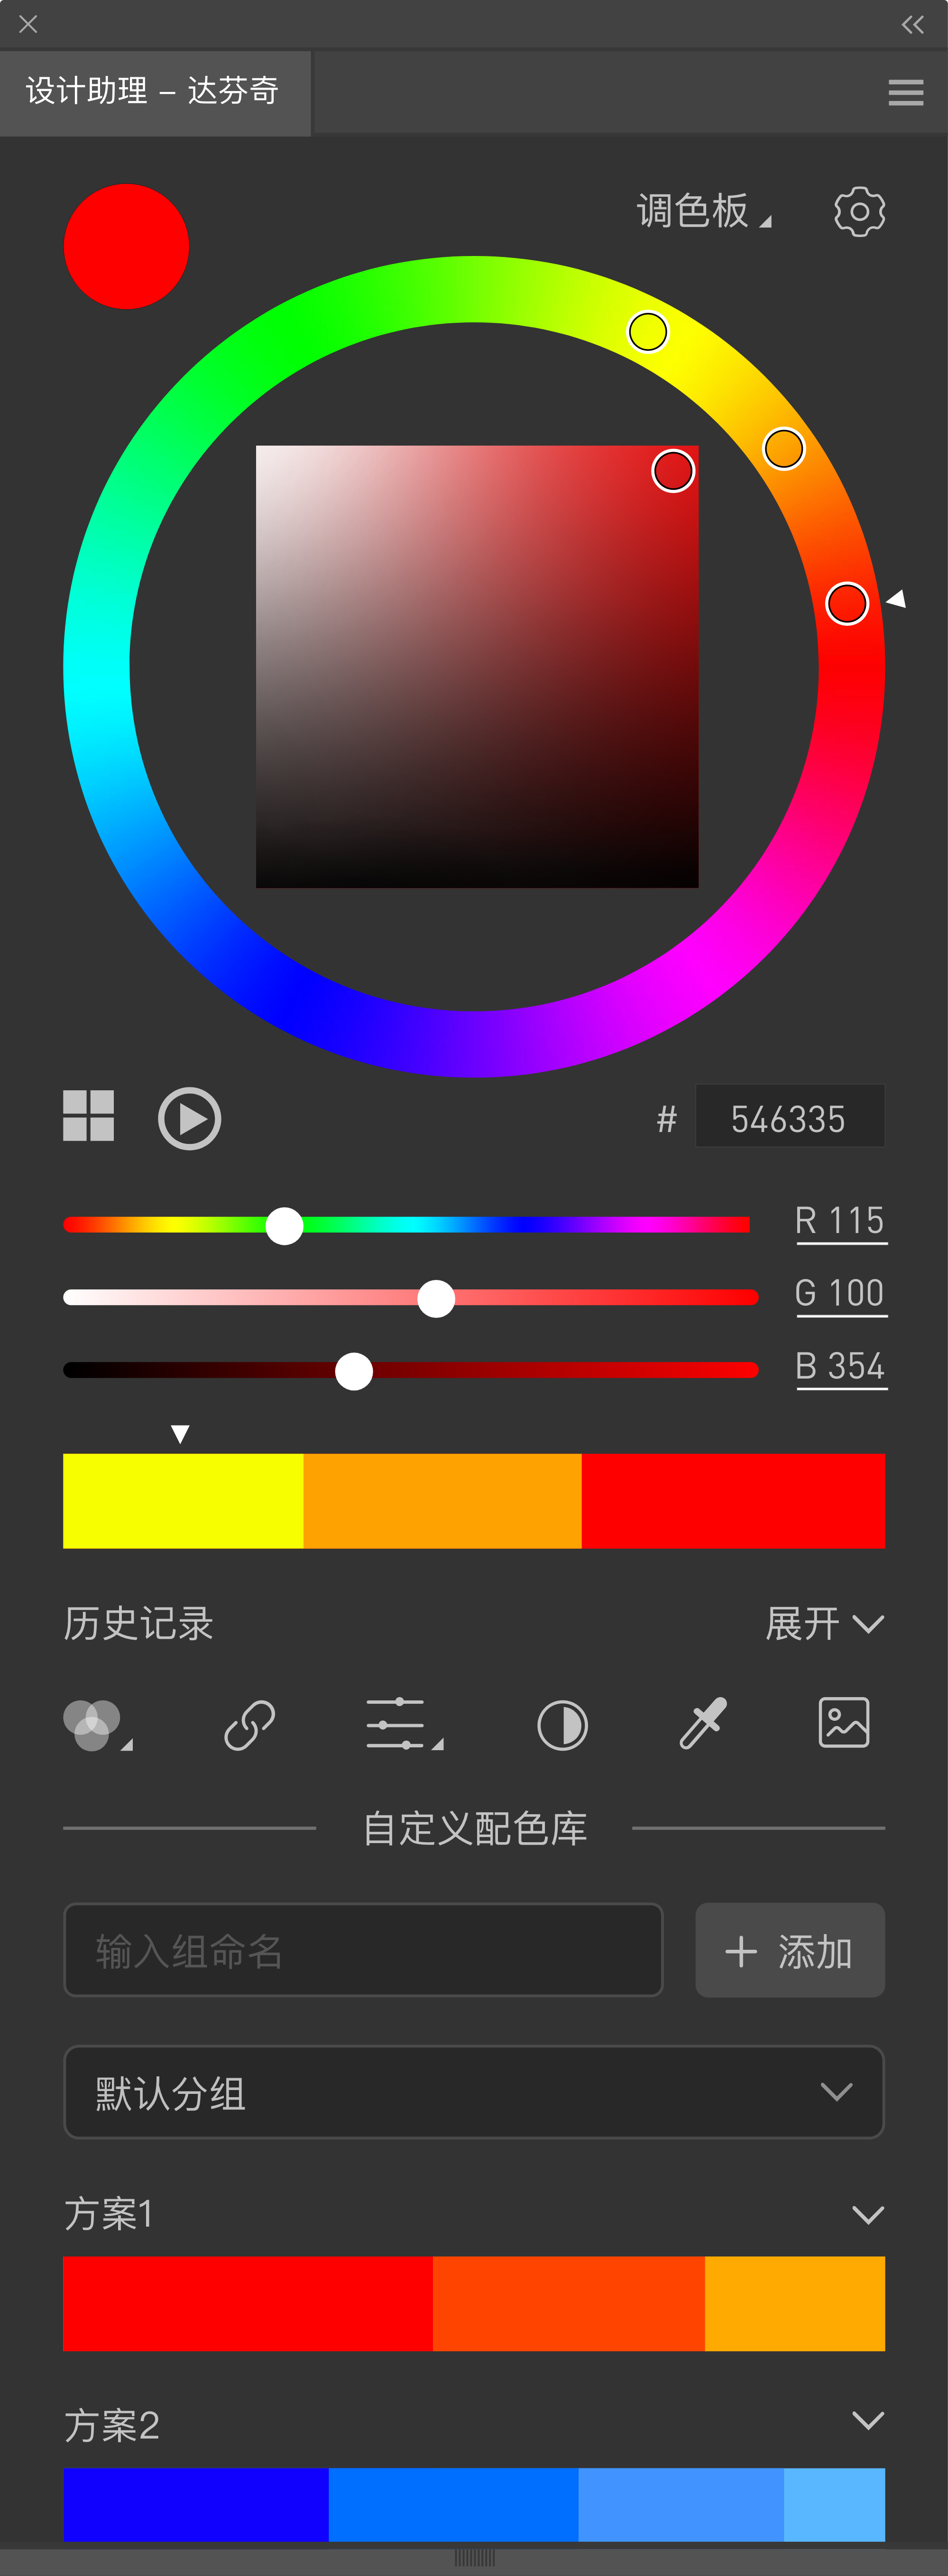 设计助理 – 达芬奇
调色板
# 546335
R 115
G 100
B 354
历史记录 展开
自定义配色库
输入组命名 + 添加
默认分组
方案1
方案2